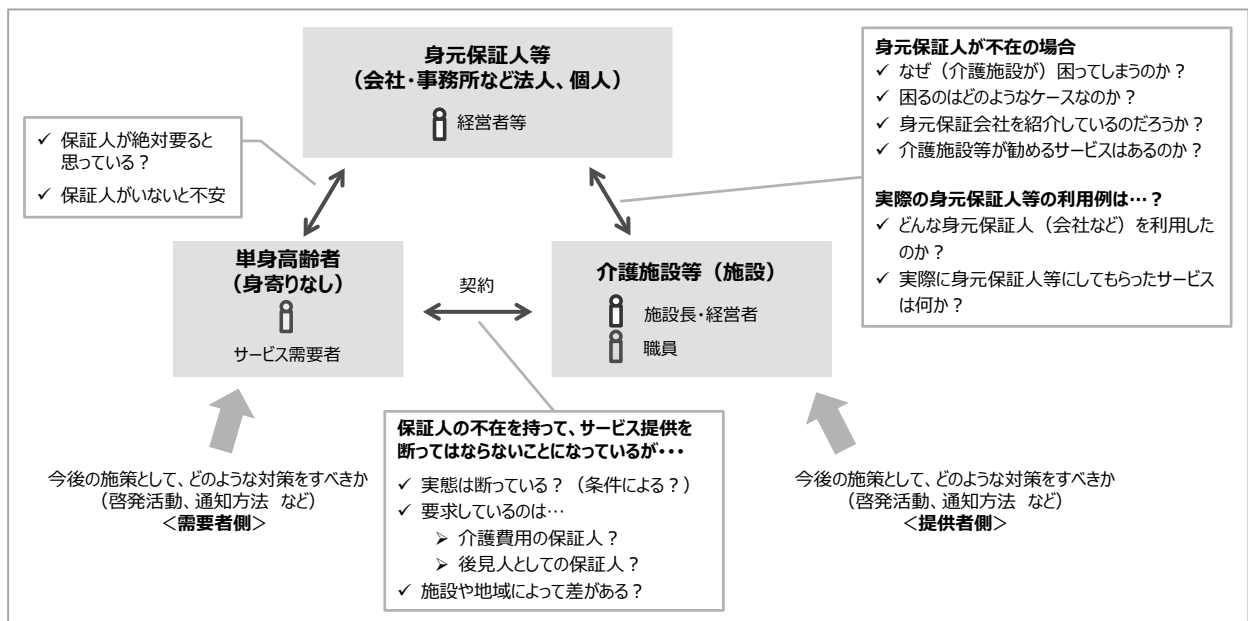 身元保証人等
（会社・事務所など法人、個人）
経営者等
✓ 保証人が絶対要ると
思っている？
✓ 保証人がいないと不安
身元保証人が不在の場合
✓ なぜ（介護施設が）困ってしまうのか？
✓ 困るのはどのようなケースなのか？
✓ 身元保証会社を紹介しているのだろうか？
✓ 介護施設等が勧めるサービスはあるのか？
実際の身元保証人等の利用例は…？
✓ どんな身元保証人（会社など）を利用した
のか？
✓ 実際に身元保証人等にしてもらったサービス
は何か？
単身高齢者
（身寄りなし）
サービス需要者
契約
介護施設等（施設）
施設長・経営者
職員
保証人の不在を持って、サービス提供を
断ってはならないことになっているが・・・
✓ 実態は断っている？（条件による？）
✓ 要求しているのは…
➢ 介護費用の保証人？
➢ 後見人としての保証人？
✓ 施設や地域によって差がある？
今後の施策として、どのような対策をすべきか
（啓発活動、通知方法 など）
＜需要者側＞
今後の施策として、どのような対策をすべきか
（啓発活動、通知方法 など）
＜提供者側＞